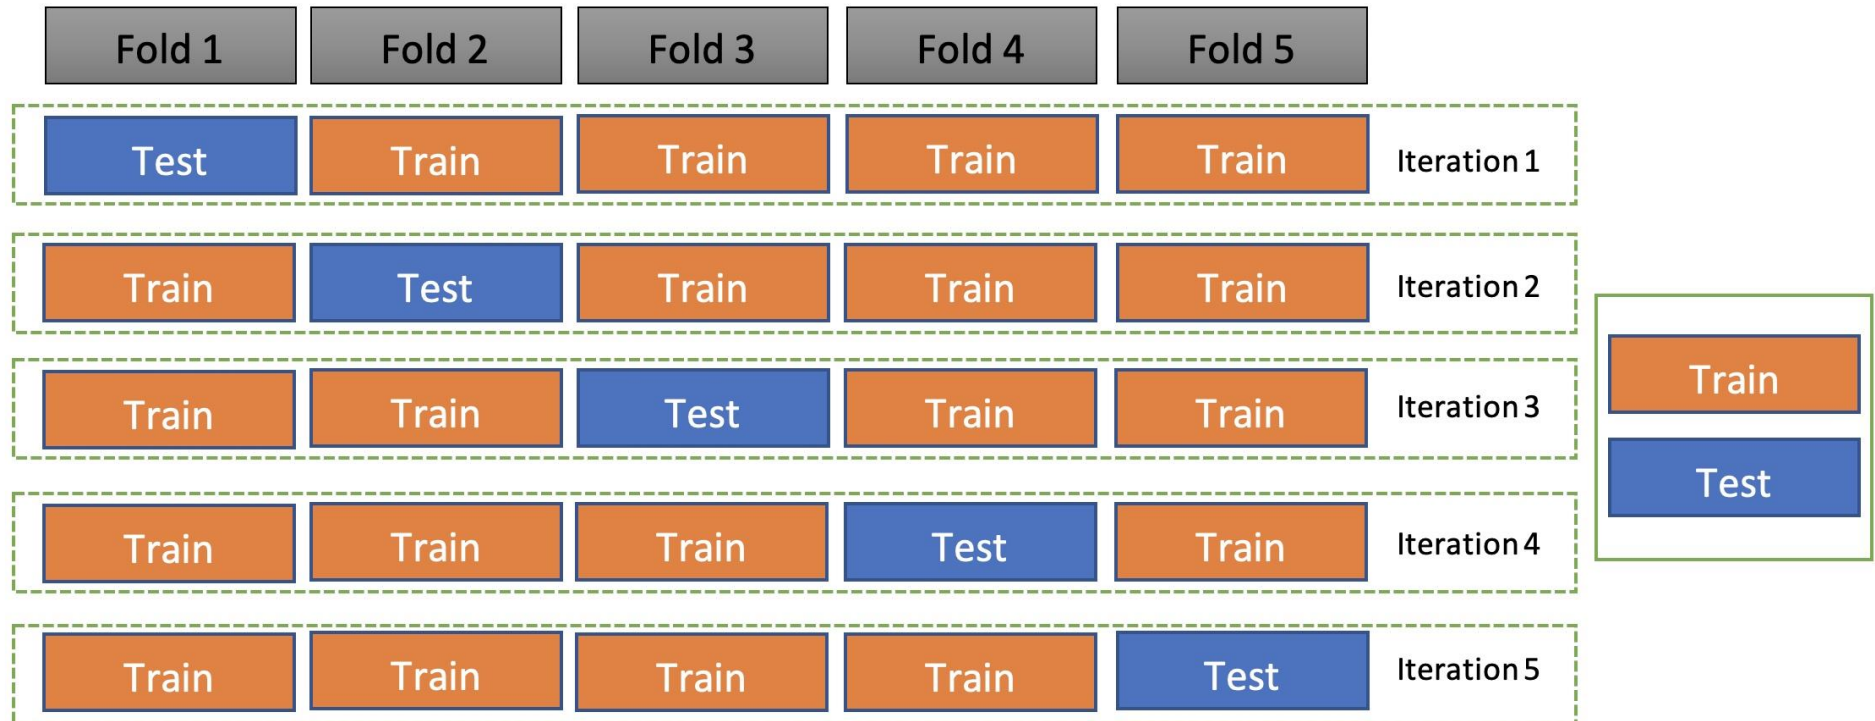 Fold 1 Fold 2 Fold 3 Fold 4 Fold 5
Test Train Train Train Train Iteration 1
Train Test Train Train Train Iteration 2
Train Train Test Train Train Iteration 3
Train Train Train Test Train Iteration 4
Train Train Train Train Test Iteration 5
Train
Test